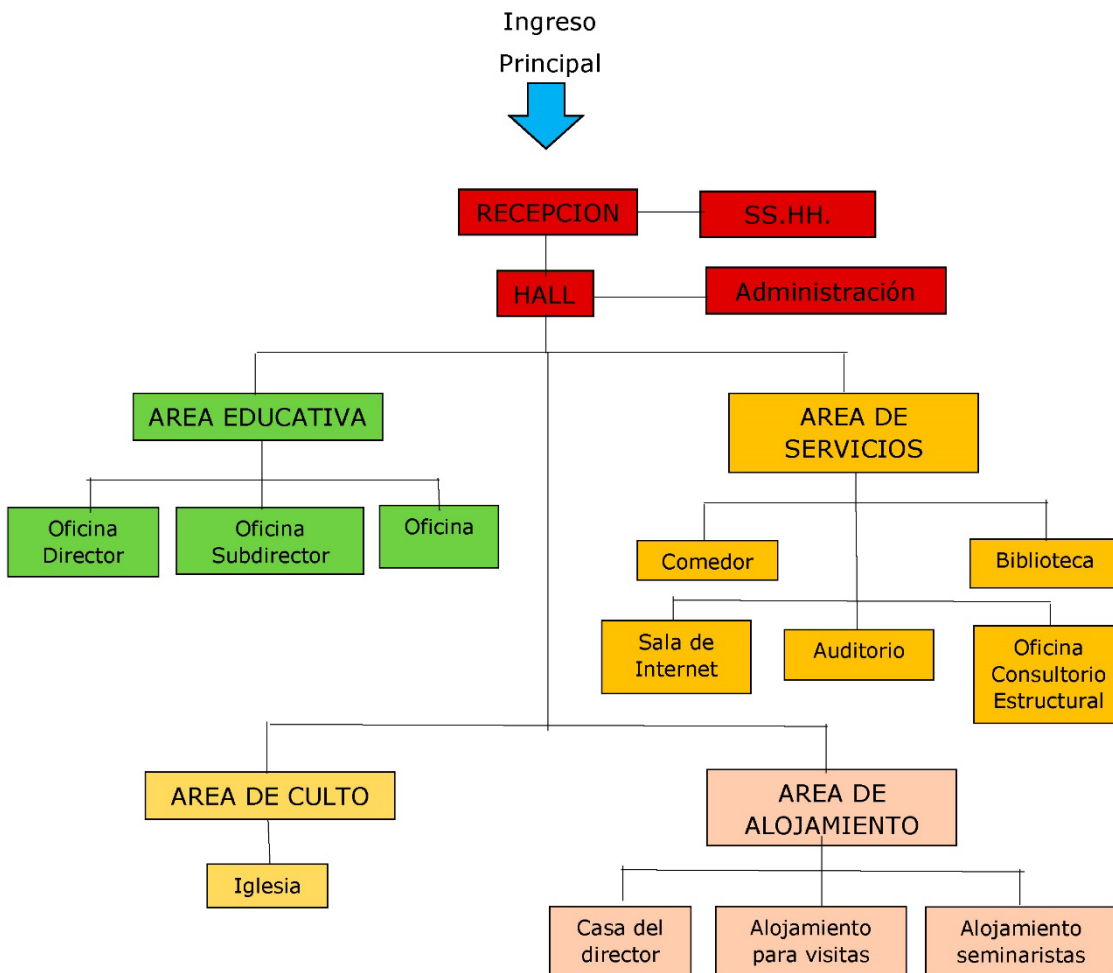 Ingreso
Principal
RECEPCION
SS.HH.
HALL
Administración
AREA EDUCATIVA
AREA DE
SERVICIOS
Oficina
Director
Oficina
Subdirector
Oficina
Comedor
Biblioteca
Sala de
Internet
Auditorio
Oficina
Consultorio
Estructural
AREA DE CULTO
AREA DE
ALOJAMIENTO
Iglesia
Casa del
director
Alojamiento
para visitas
Alojamiento
seminaristas